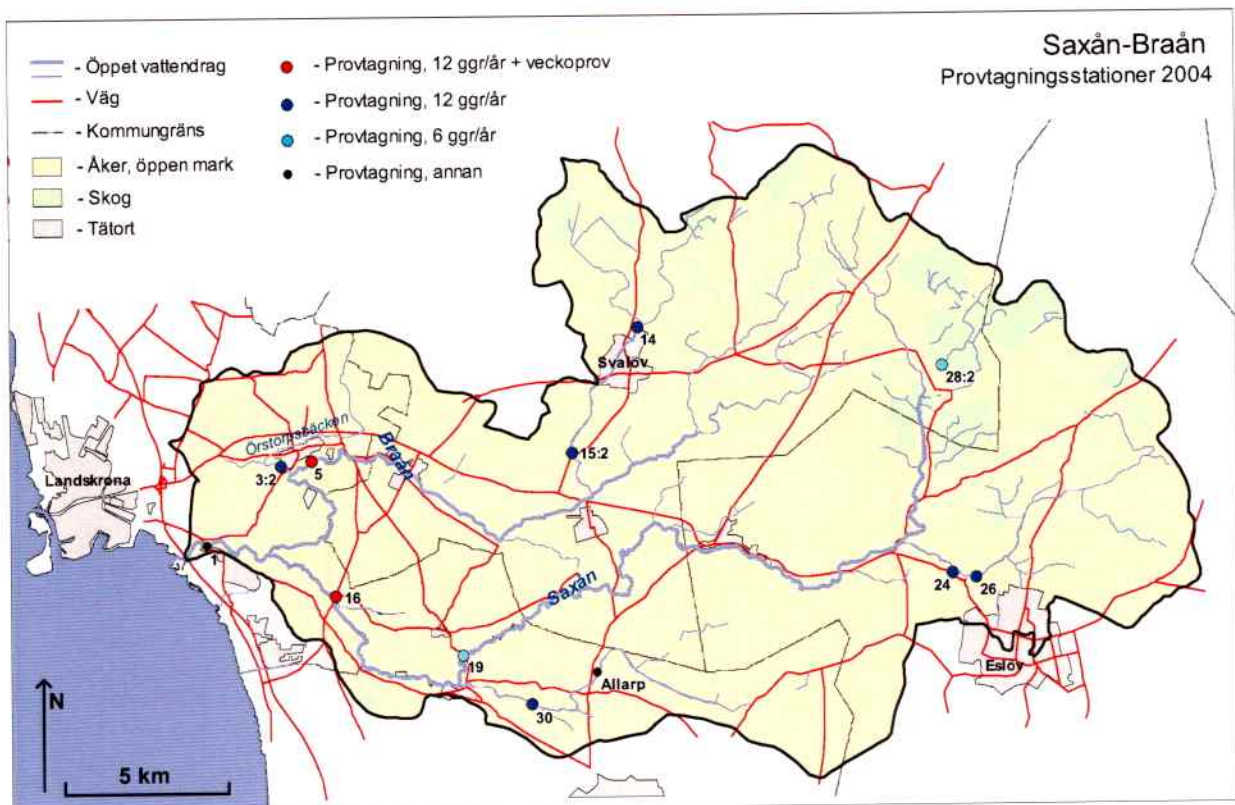 Saxån-Braån
Provtagningsstationer 2004
- Öppet vattendrag
- Väg
- Kommungräns
- Åker, öppen mark
- Skog
- Tätort
- Provtagning, 12 ggr/år + veckoprov
- Provtagning, 12 ggr/år
- Provtagning, 6 ggr/år
- Provtagning, annan
14
Svalöv
28:2
Örstorpsbäcken
Braån
15:2
5
3:2
Landskrona
1
16
Saxån
24
26
19
Allarp
Eslöv
30
N
5 km